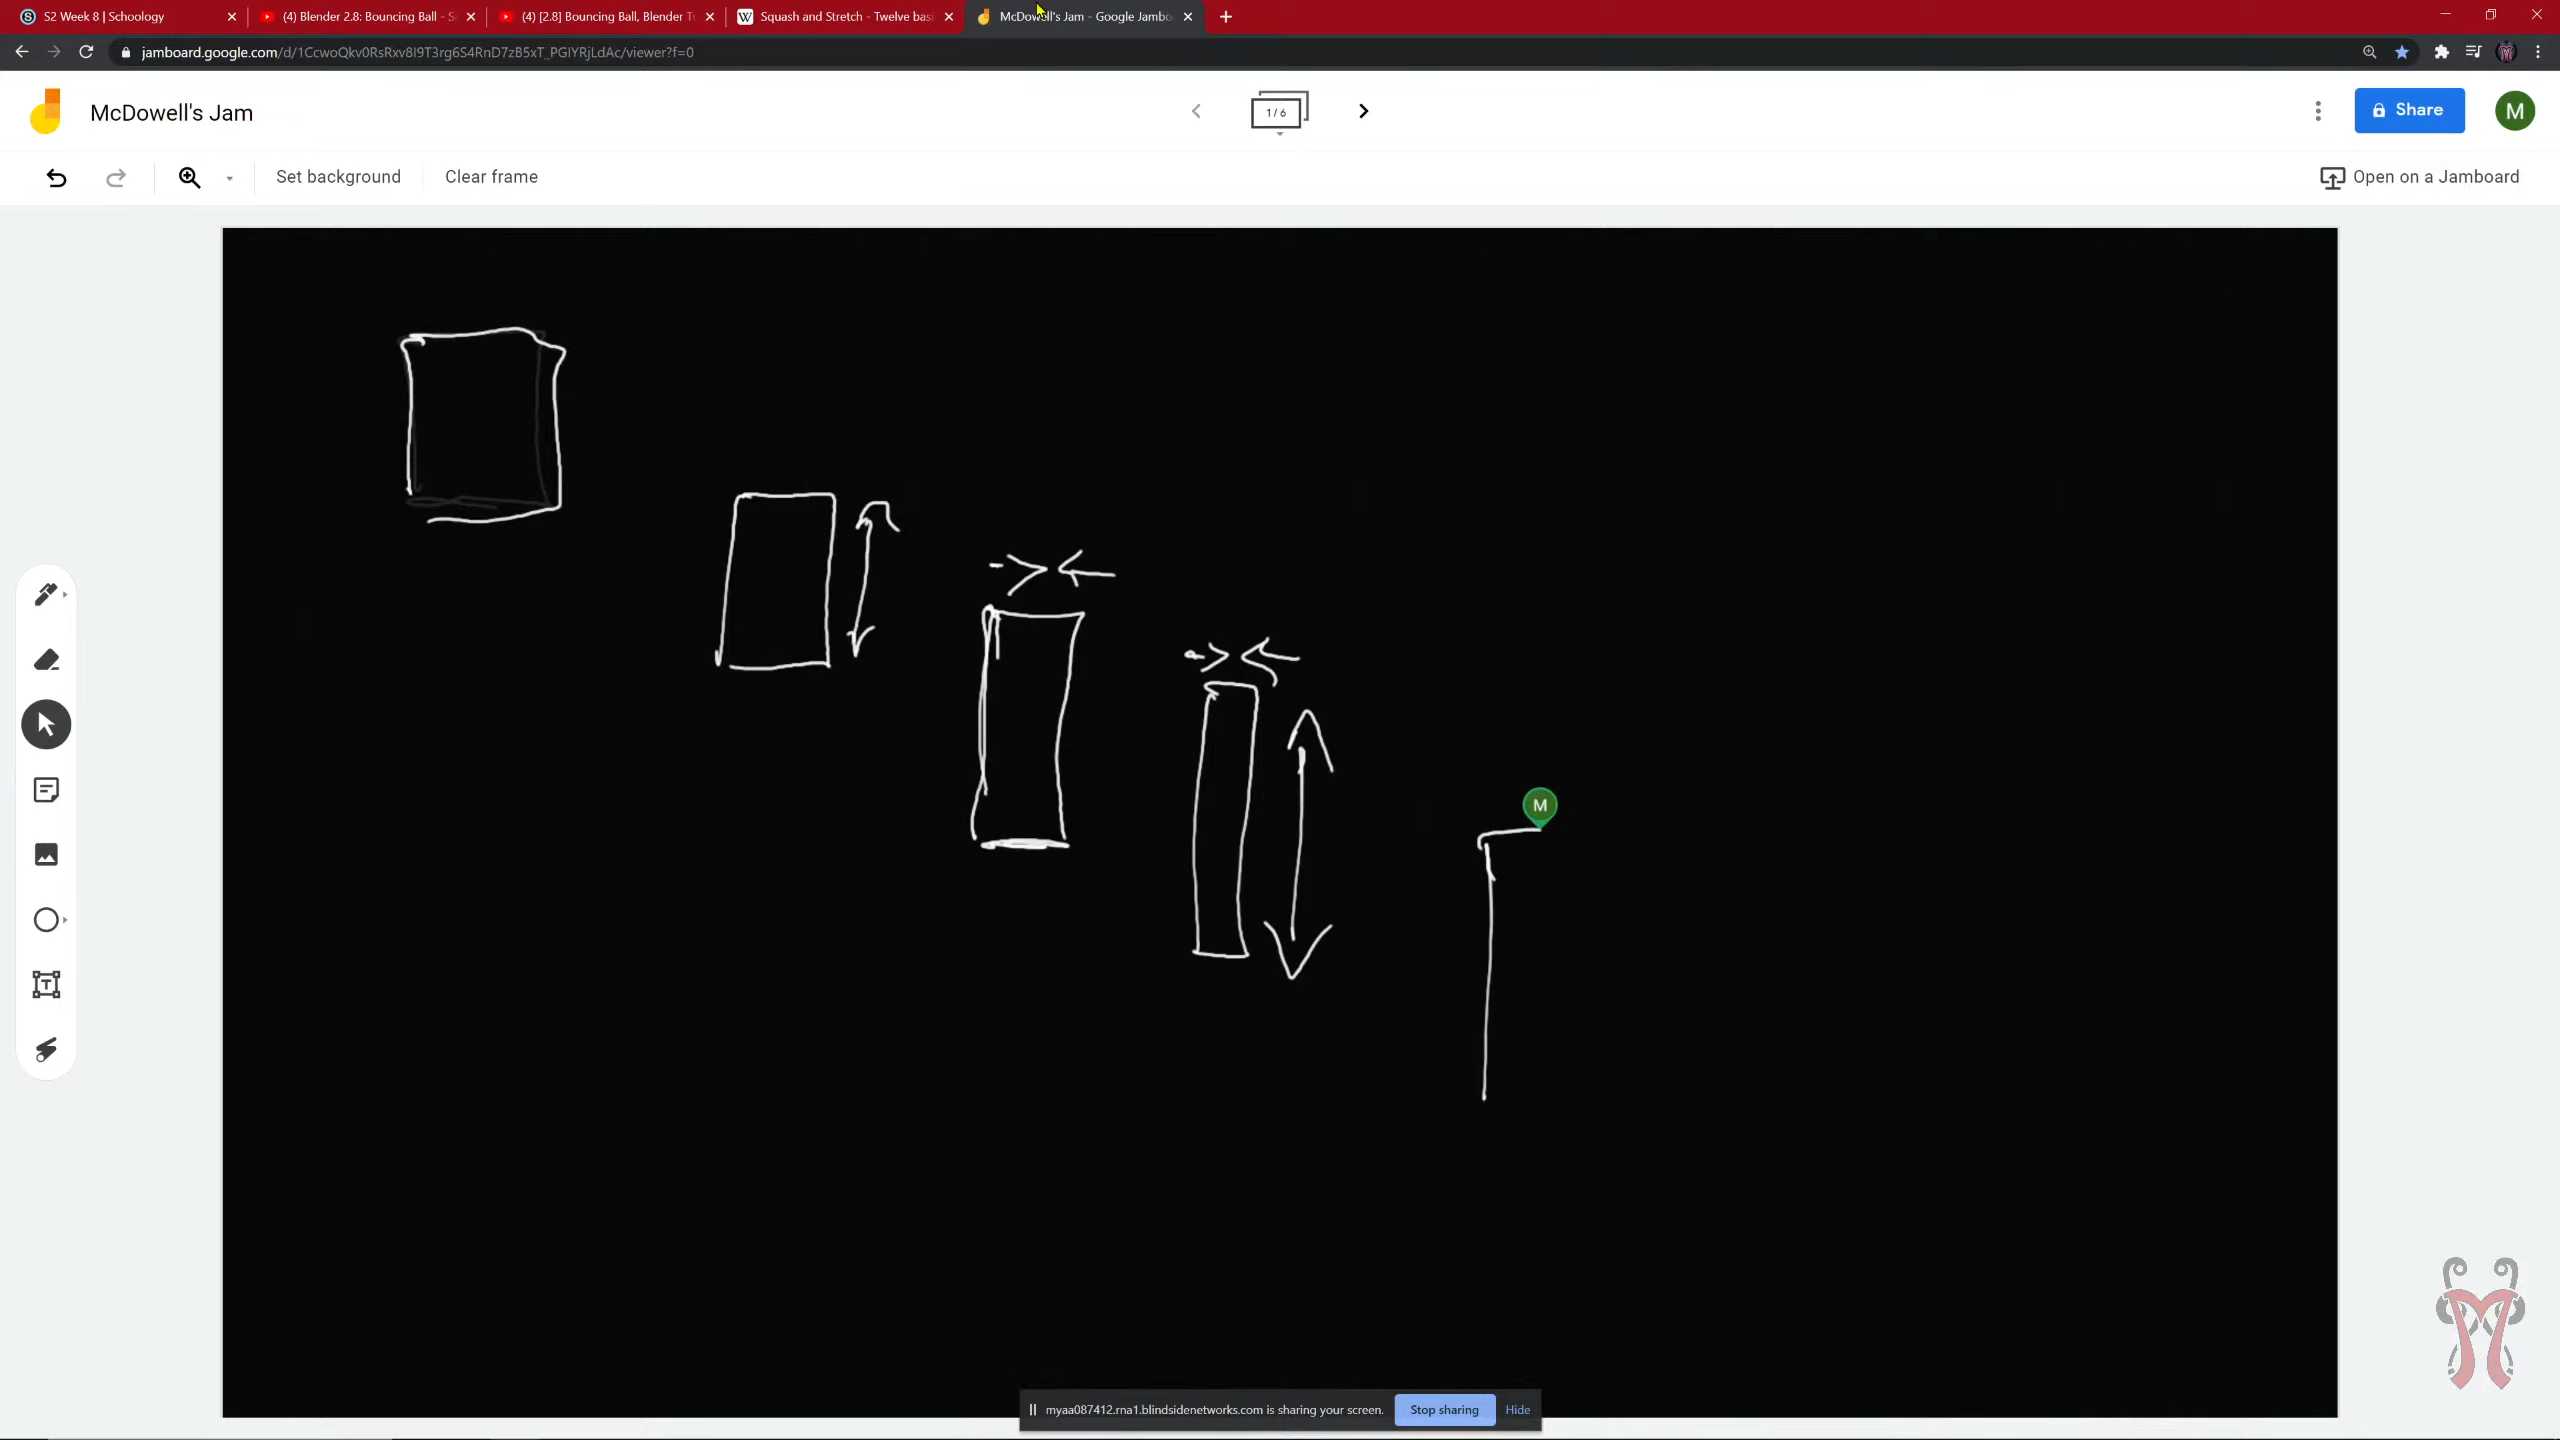 S2 Week 8 | Schoology
(4) Blender 2.8: Bouncing Ball - S
(4) [2.8] Bouncing Ball, Blender T
Squash and Stretch - Twelve basi
McDowell's Jam - Google Jambo
jamboard.google.com/d/1CcwoQkv0RsRxv8I9T3rg6S4RnD7zB5xT_PGIYRjLdAc/viewer?f=0
McDowell's Jam
1 / 6
Share
M
Set background
Clear frame
Open on a Jamboard
M
myaa087412.rna1.blindsidenetworks.com is sharing your screen.
Stop sharing
Hide